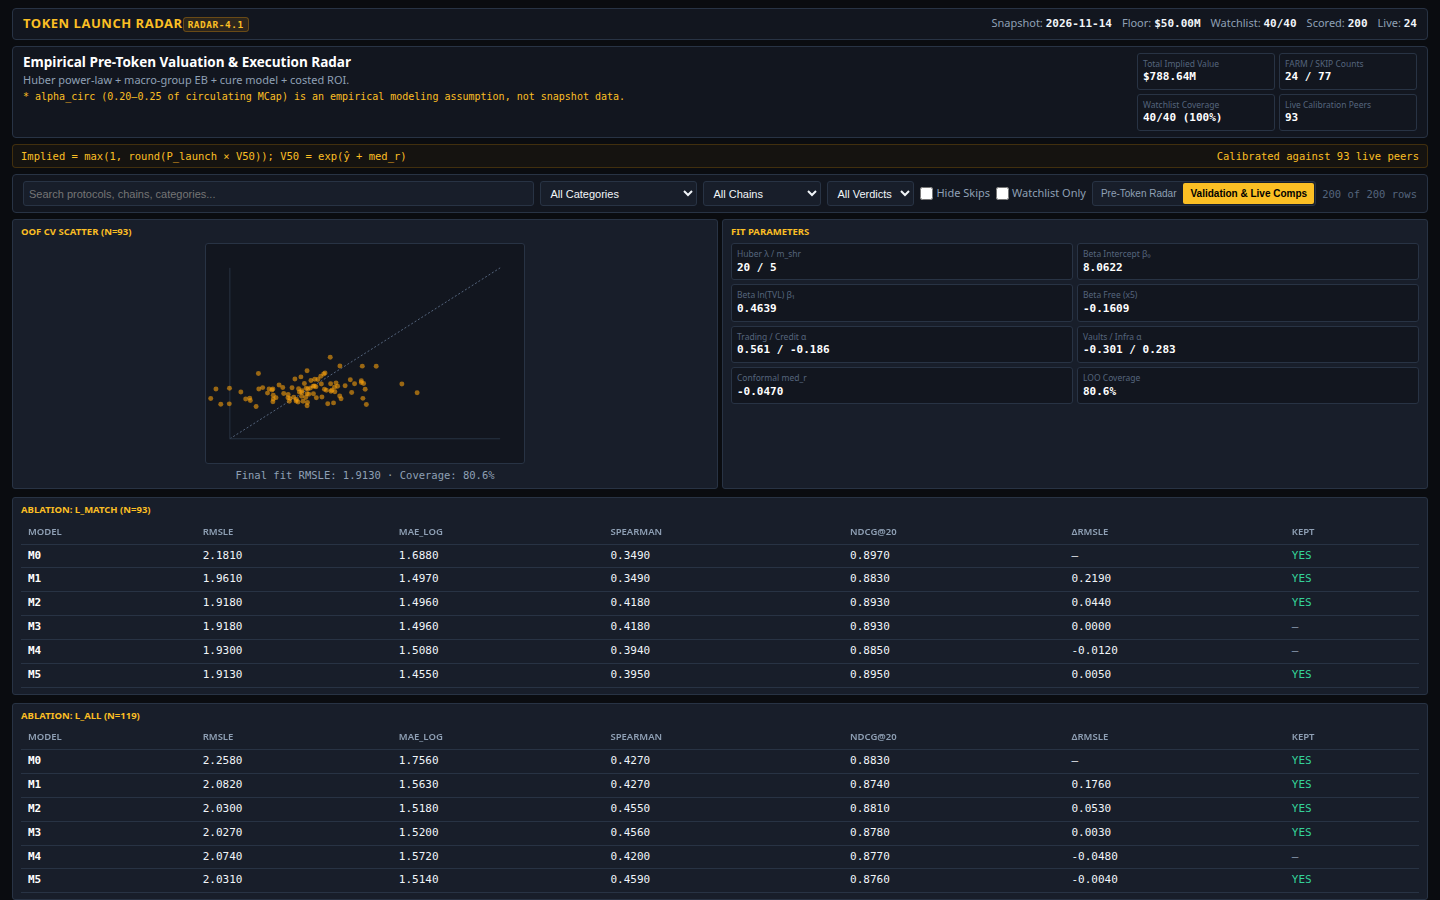 TOKEN LAUNCH RADAR RADAR-4.1
Snapshot: 2026-11-14 Floor: $50.00M Watchlist: 40/40 Scored: 200 Live: 24
Empirical Pre-Token Valuation & Execution Radar
Huber power-law + macro-group EB + cure model + costed ROI.
* alpha_circ (0.20–0.25 of circulating MCap) is an empirical modeling assumption, not snapshot data.
Total Implied Value
$788.64M
FARM / SKIP Counts
24 / 77
Watchlist Coverage
40/40 (100%)
Live Calibration Peers
93
Implied = max(1, round(P_launch × V50)); V50 = exp(ŷ + med_r)
Calibrated against 93 live peers
Search protocols, chains, categories...
All Categories
All Chains
All Verdicts
Hide Skips
Watchlist Only
Pre-Token Radar
Validation & Live Comps
200 of 200 rows
OOF CV SCATTER (N=93)
Final fit RMSLE: 1.9130 · Coverage: 80.6%
FIT PARAMETERS
Huber λ / m_shr
20 / 5
Beta Intercept β₀
8.0622
Beta ln(TVL) β₁
0.4639
Beta Free (xS)
-0.1609
Trading / Credit α
0.561 / -0.186
Vaults / Infra α
-0.301 / 0.283
Conformal med_r
-0.0470
LOO Coverage
80.6%
ABLATION: L_MATCH (N=93)
MODEL RMSLE MAE_LOG SPEARMAN NDCG@20 ΔRMSLE KEPT
M0 2.1810 1.6880 0.3490 0.8970 — YES
M1 1.9610 1.4970 0.3490 0.8830 0.2190 YES
M2 1.9180 1.4960 0.4180 0.8930 0.0440 YES
M3 1.9180 1.4960 0.4180 0.8930 0.0000 —
M4 1.9300 1.5080 0.3940 0.8850 -0.0120 —
M5 1.9130 1.4550 0.3950 0.8950 0.0050 YES
ABLATION: L_ALL (N=119)
MODEL RMSLE MAE_LOG SPEARMAN NDCG@20 ΔRMSLE KEPT
M0 2.2580 1.7560 0.4270 0.8830 — YES
M1 2.0820 1.5630 0.4270 0.8740 0.1760 YES
M2 2.0300 1.5180 0.4550 0.8810 0.0530 YES
M3 2.0270 1.5200 0.4560 0.8780 0.0030 YES
M4 2.0740 1.5720 0.4200 0.8770 -0.0480 —
M5 2.0310 1.5140 0.4590 0.8760 -0.0040 YES